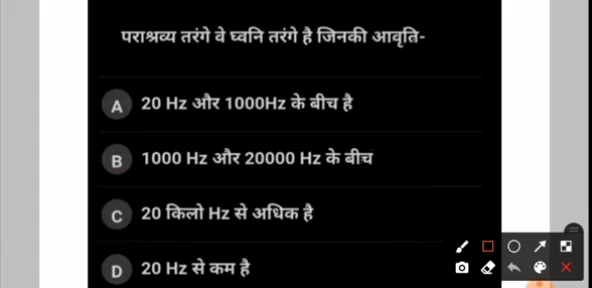 पराश्रव्य तरंगे वे घ्वनि तरंगे है जिनकी आवृति-
A 20 Hz और 1000Hz के बीच है
B 1000 Hz और 20000 Hz के बीच
C 20 किलो Hz से अधिक है
D 20 Hz से कम है